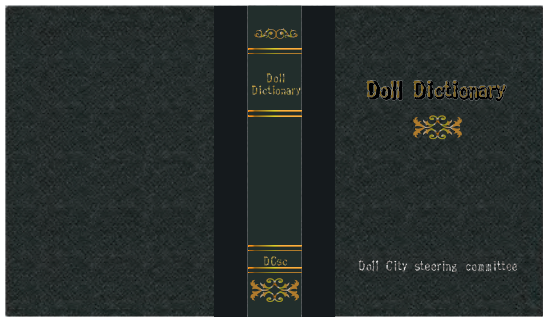 Doll
Dictionary
DCsc
Doll Dictionary
Doll City steering committee